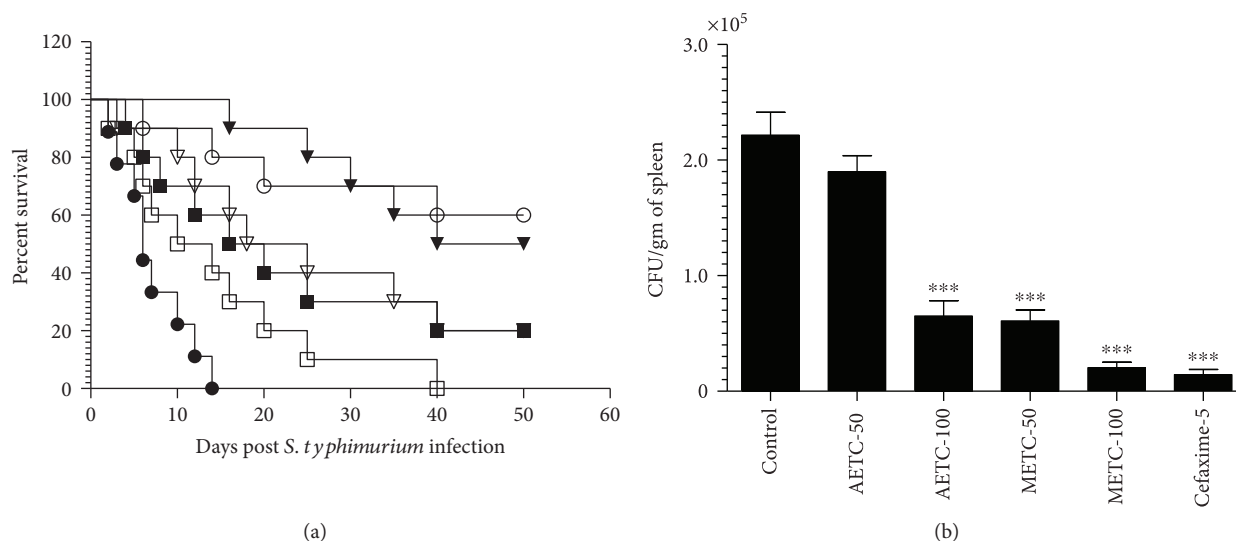 120
100
80
60
40
20
0
Percent survival
0 10 20 30 40 50 60
Days post S. typhimurium infection
(a)
×10⁵
3.0
2.0
1.0
0
CFU/gm of spleen
***
***
***
***
Control
AETC-50
AETC-100
METC-50
METC-100
Cefaxime-5
(b)